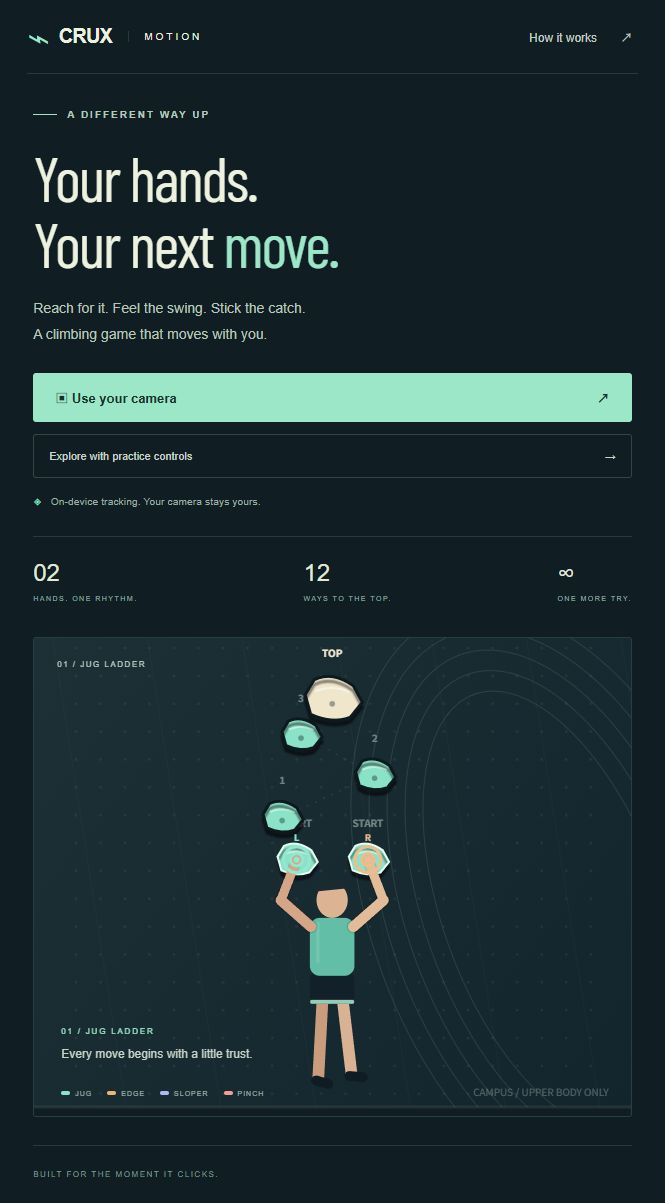 CRUX MOTION How it works ↗
A DIFFERENT WAY UP
Your hands.
Your next move.
Reach for it. Feel the swing. Stick the catch.
A climbing game that moves with you.
Use your camera ↗
Explore with practice controls →
On-device tracking. Your camera stays yours.
02 12 ∞
HANDS. ONE RHYTHM. WAYS TO THE TOP. ONE MORE TRY.
TOP
01 / JUG LADDER
3
2
1
RT START
L R
01 / JUG LADDER
Every move begins with a little trust.
JUG EDGE SLOPER PINCH CAMPUS / UPPER BODY ONLY
BUILT FOR THE MOMENT IT CLICKS.